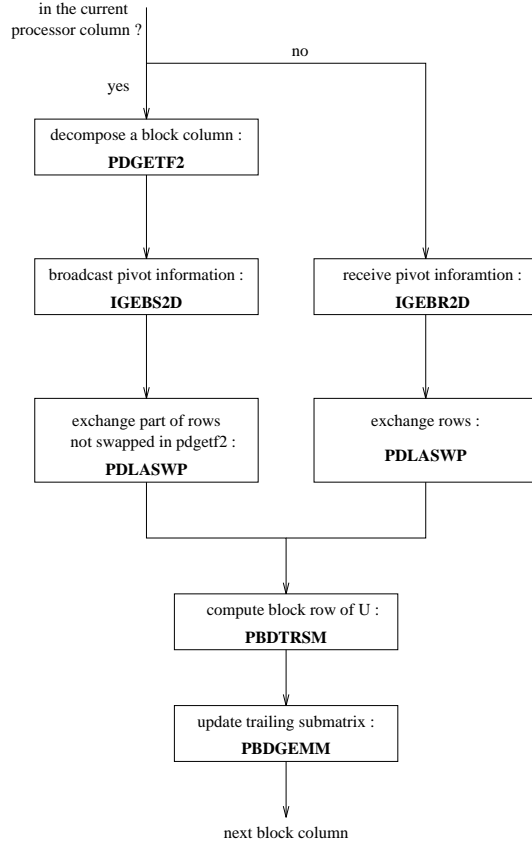 in the current
processor column ?
no
yes
decompose a block column :
PDGETF2
broadcast pivot information :
IGEBS2D
receive pivot inforamtion :
IGEBR2D
exchange part of rows
not swapped in pdgetf2 :
PDLASWP
exchange rows :
PDLASWP
compute block row of U :
PBDTRSM
update trailing submatrix :
PBDGEMM
next block column